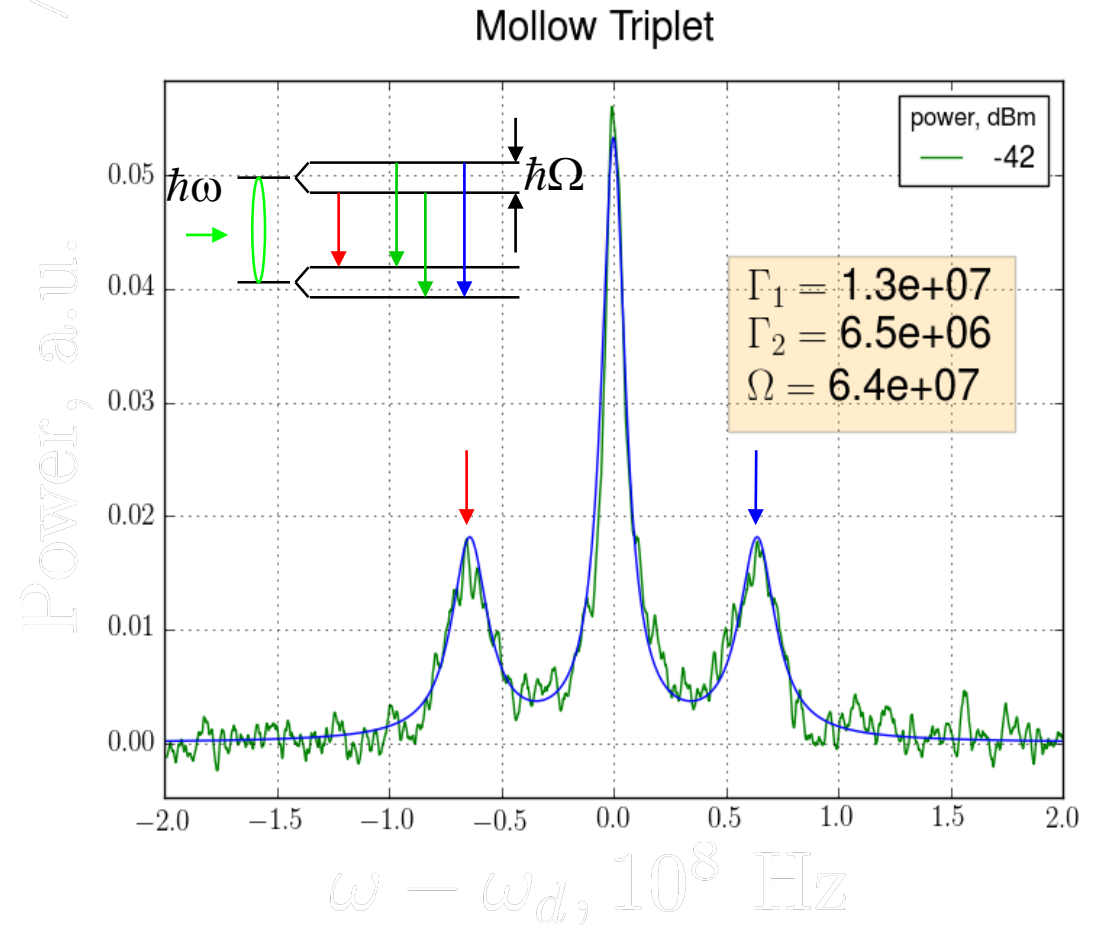 Mollow Triplet
power, dBm
-42
ħω
ħΩ
Γ₁ = 1.3e+07
Γ₂ = 6.5e+06
Ω = 6.4e+07
Power, a.u.
0.05
0.04
0.03
0.02
0.01
0.00
−2.0 −1.5 −1.0 −0.5 0.0 0.5 1.0 1.5 2.0
ω − ω_d, 10⁸ Hz